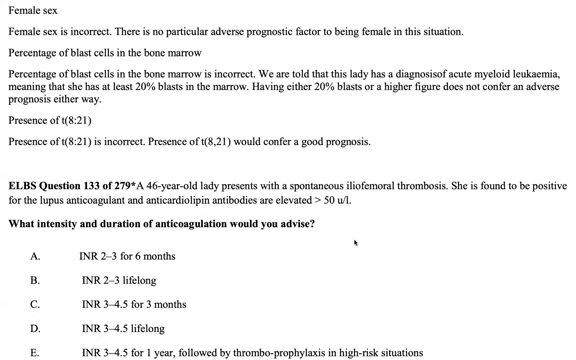 Female sex
Female sex is incorrect. There is no particular adverse prognostic factor to being female in this situation.
Percentage of blast cells in the bone marrow
Percentage of blast cells in the bone marrow is incorrect. We are told that this lady has a diagnosisof acute myeloid leukaemia,
meaning that she has at least 20% blasts in the marrow. Having either 20% blasts or a higher figure does not confer an adverse
prognosis either way.
Presence of t(8:21)
Presence of t(8:21) is incorrect. Presence of t(8,21) would confer a good prognosis.
ELBS Question 133 of 279*A 46-year-old lady presents with a spontaneous iliofemoral thrombosis. She is found to be positive
for the lupus anticoagulant and anticardiolipin antibodies are elevated > 50 u/l.
What intensity and duration of anticoagulation would you advise?
A. INR 2–3 for 6 months
B. INR 2–3 lifelong
C. INR 3–4.5 for 3 months
D. INR 3–4.5 lifelong
E. INR 3–4.5 for 1 year, followed by thrombo-prophylaxis in high-risk situations